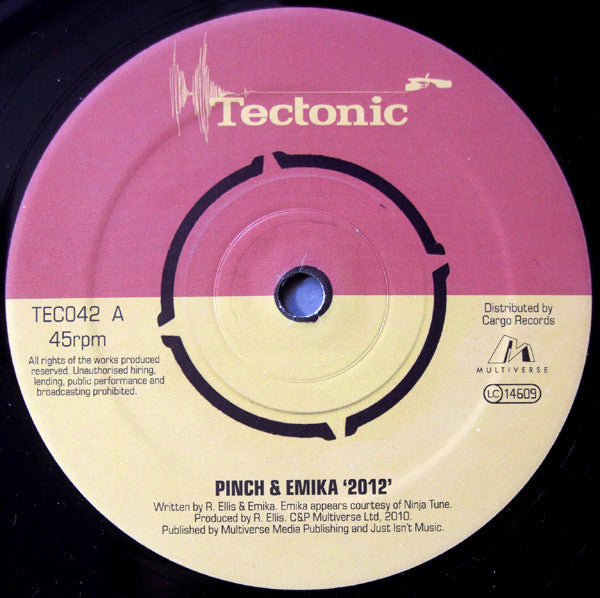 Tectonic
TEC042 A
45rpm
All rights of the works produced
reserved. Unauthorised hiring,
lending, public performance and
broadcasting prohibited.
Distributed by
Cargo Records
MULTIVERSE
LC 14609
PINCH & EMIKA ‘2012’
Written by R. Ellis & Emika. Emika appears courtesy of Ninja Tune.
Produced by R. Ellis. C&P Multiverse Ltd, 2010.
Published by Multiverse Media Publishing and Just Isn't Music.